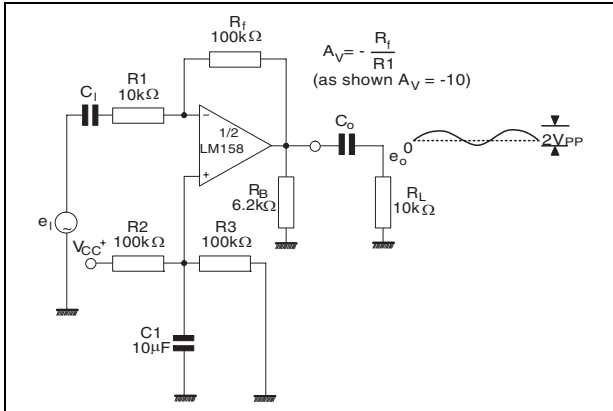 Rf
100kΩ
AV= - Rf
R1
(as shown AV = -10)
R1
10kΩ
CI
1/2
LM158
Co
eo
0
2VPP
RB
6.2kΩ
RL
10kΩ
eI
VCC+
R2
100kΩ
R3
100kΩ
C1
10µF